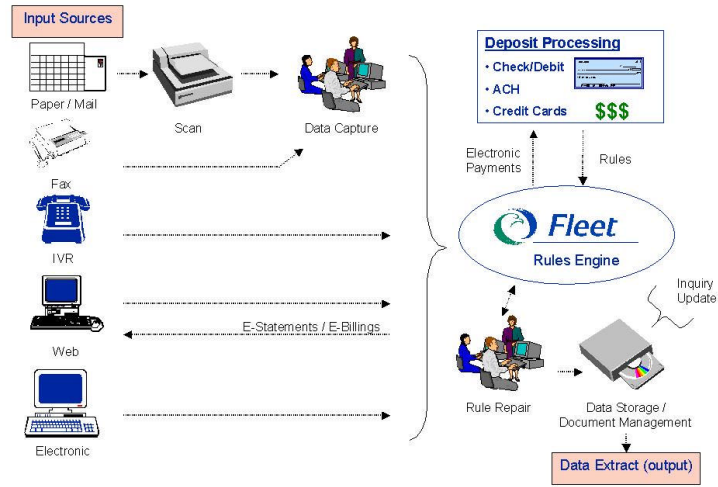 Input Sources
Paper / Mail
Scan
Data Capture
Fax
IVR
Web
E-Statements / E-Billings
Electronic
Deposit Processing
• Check/Debit
• ACH
• Credit Cards
$$$
Electronic
Payments
Rules
Fleet
Rules Engine
Inquiry
Update
Rule Repair
Data Storage /
Document Management
Data Extract (output)